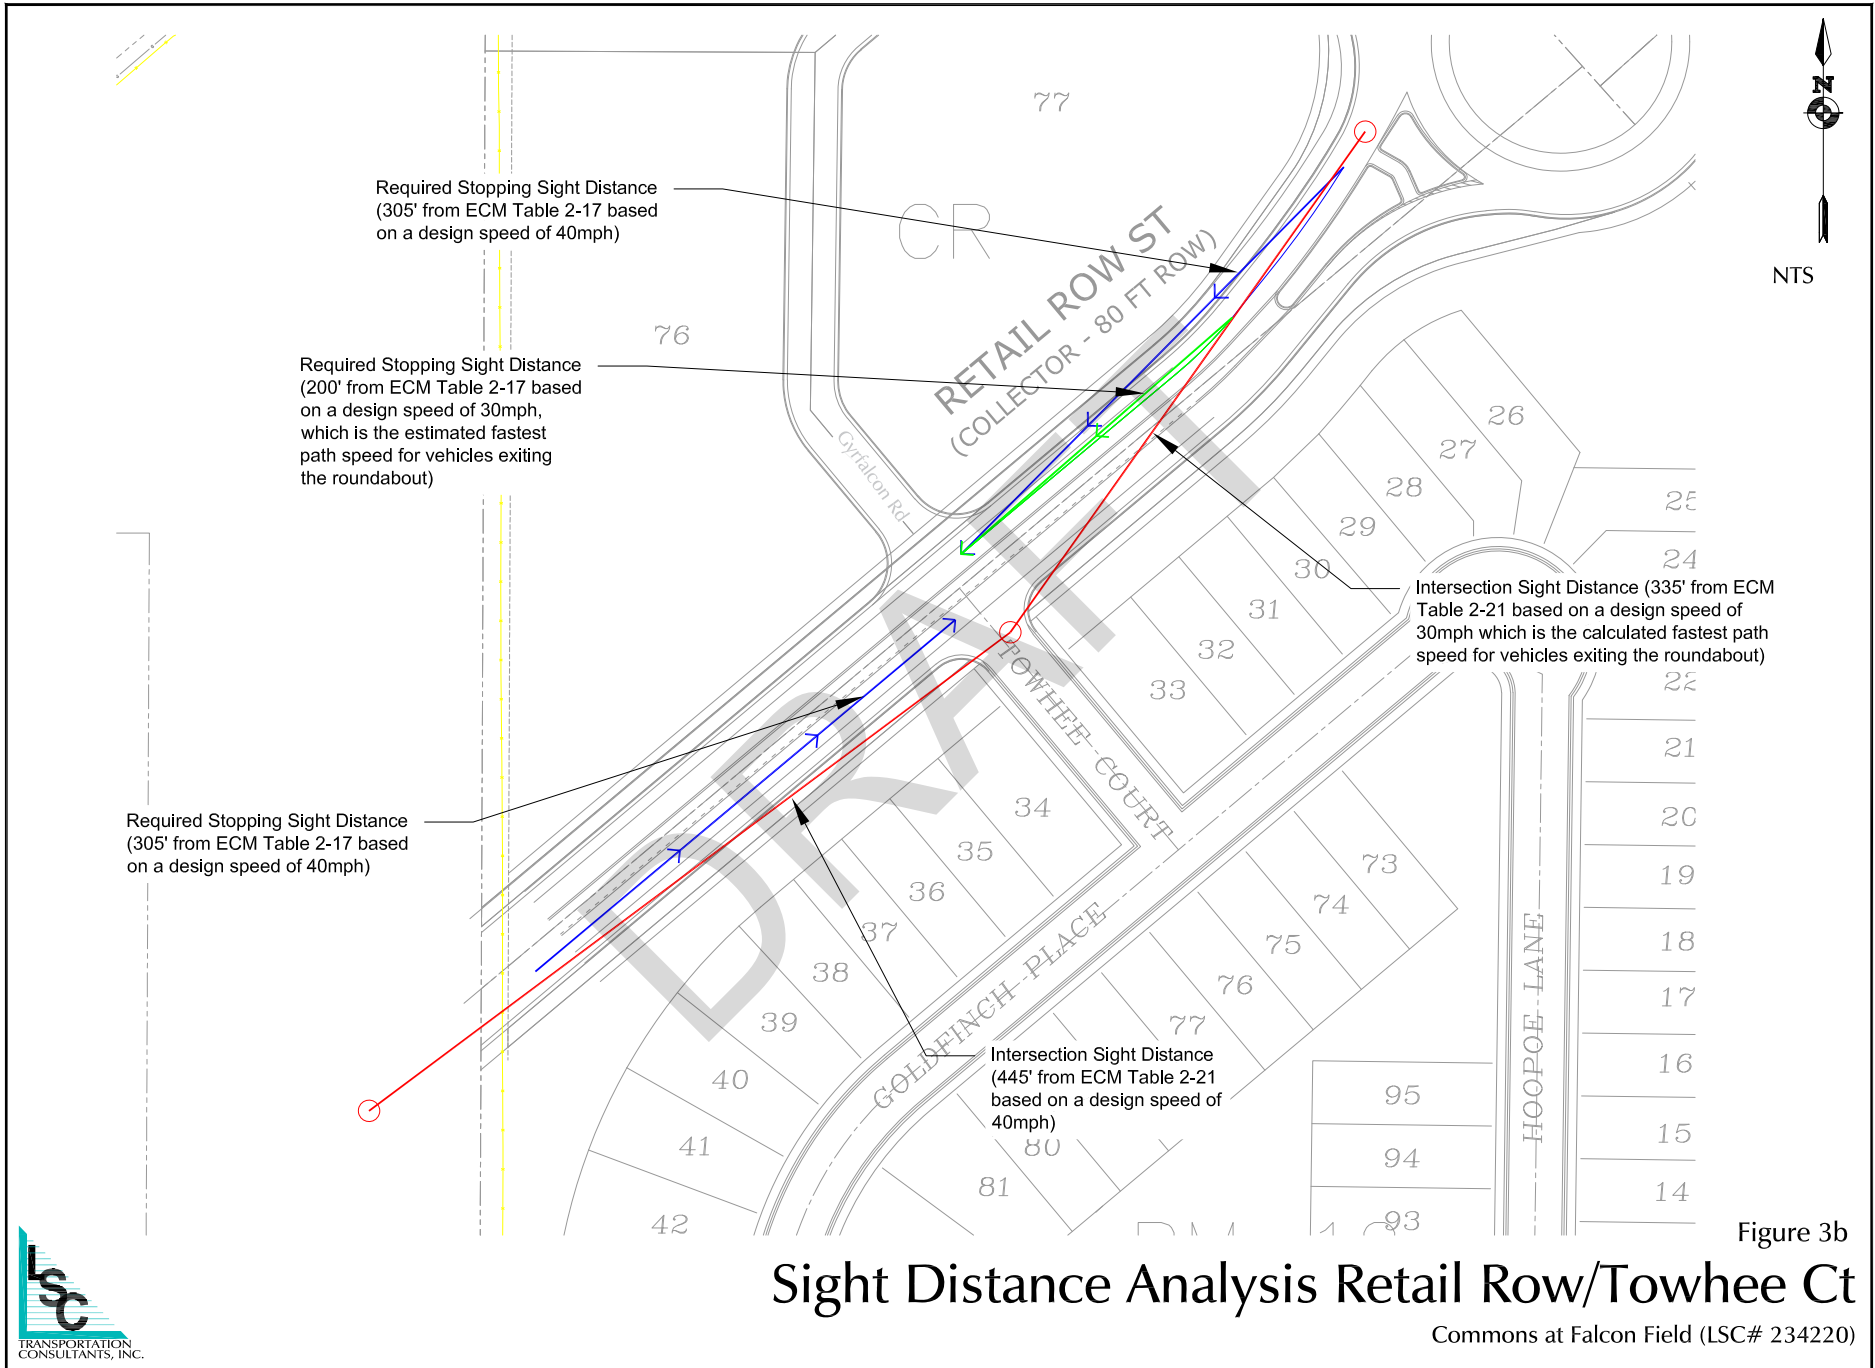 N
NTS
77
CR
76
Required Stopping Sight Distance
(305' from ECM Table 2-17 based
on a design speed of 40mph)
RETAIL ROW ST
(COLLECTOR - 80 FT ROW)
Required Stopping Sight Distance
(200' from ECM Table 2-17 based
on a design speed of 30mph,
which is the estimated fastest
path speed for vehicles exiting
the roundabout)
Gyrfalcon Rd
DRAFT
26
27
28
29
30
31
32
33
25
24
Intersection Sight Distance (335' from ECM
Table 2-21 based on a design speed of
30mph which is the calculated fastest path
speed for vehicles exiting the roundabout)
22
21
20
19
18
17
16
15
14
TOWHEE COURT
Required Stopping Sight Distance
(305' from ECM Table 2-17 based
on a design speed of 40mph)
34
35
36
37
38
39
40
41
42
73
74
75
76
77
80
81
GOLDFINCH PLACE
HOOPOE LANE
Intersection Sight Distance
(445' from ECM Table 2-21
based on a design speed of
40mph)
95
94
93
Figure 3b
Sight Distance Analysis Retail Row/Towhee Ct
Commons at Falcon Field (LSC# 234220)
LSC
TRANSPORTATION
CONSULTANTS, INC.